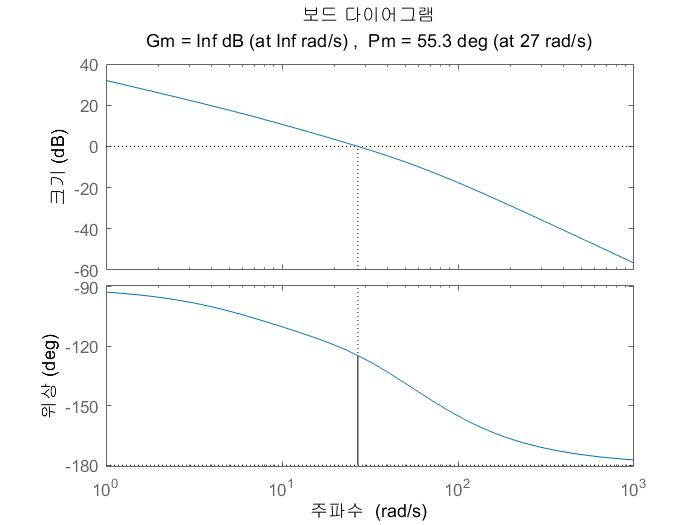 보드 다이어그램
Gm = Inf dB (at Inf rad/s) , Pm = 55.3 deg (at 27 rad/s)
40
20
0
-20
-40
-60
크기 (dB)
-90
-120
-150
-180
위상 (deg)
10^0
10^1
10^2
10^3
주파수 (rad/s)